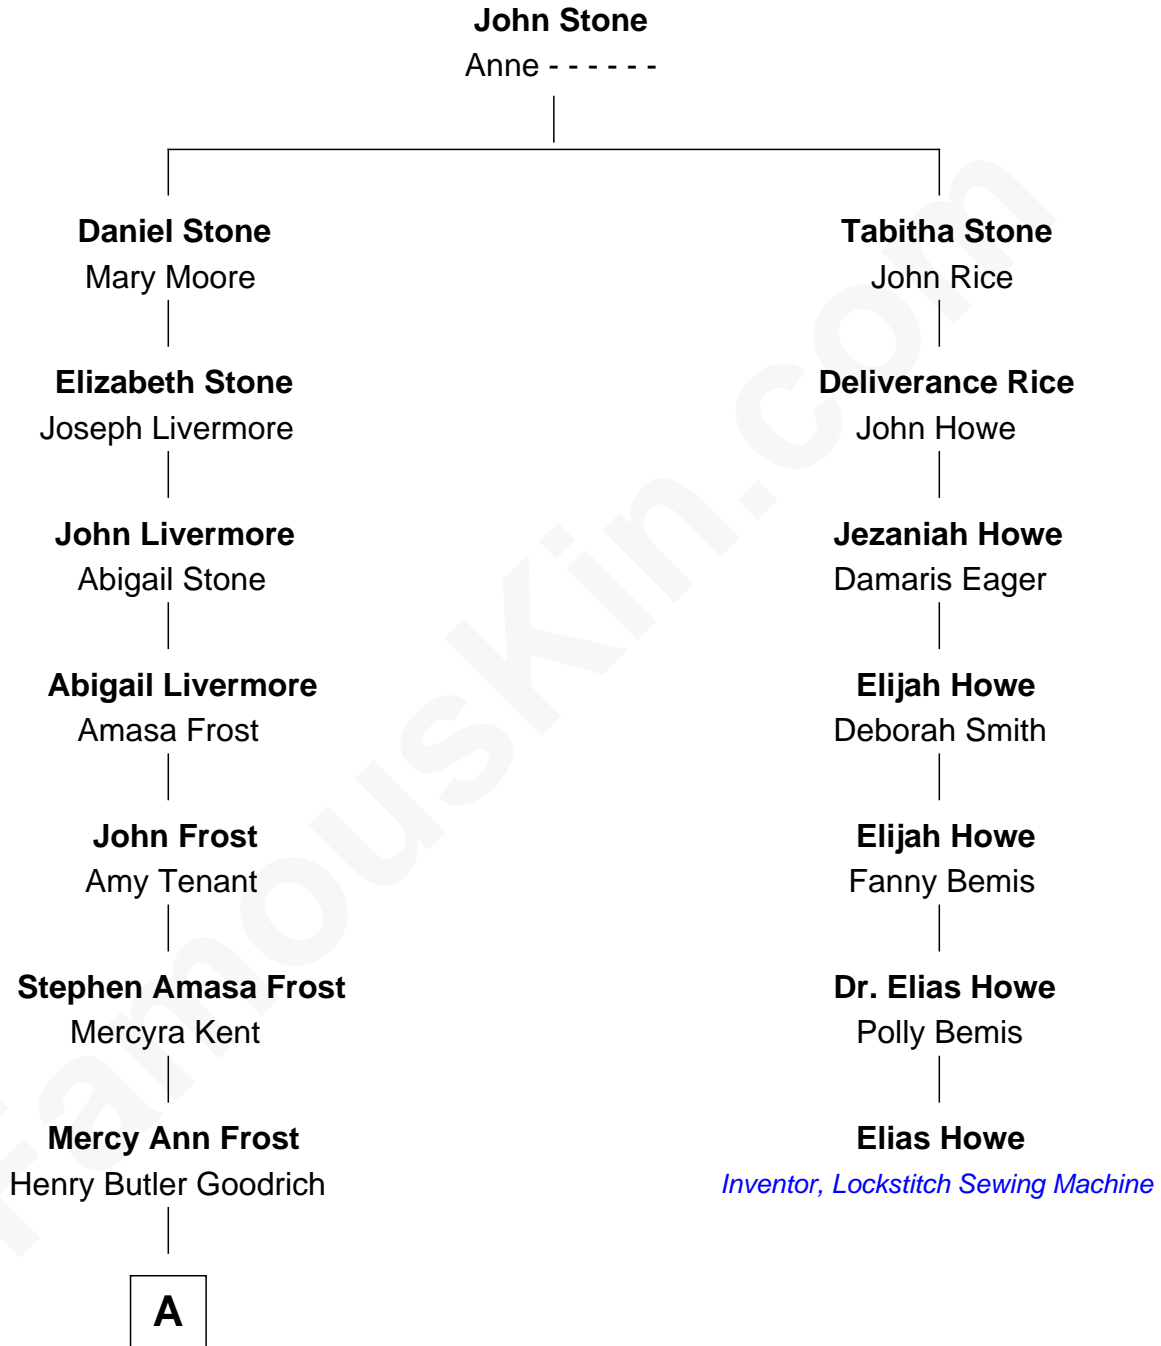 John Stone
Anne - - - - - -
Daniel Stone
Mary Moore
Tabitha Stone
John Rice
Elizabeth Stone
Joseph Livermore
Deliverance Rice
John Howe
John Livermore
Abigail Stone
Jezaniah Howe
Damaris Eager
Abigail Livermore
Amasa Frost
Elijah Howe
Deborah Smith
John Frost
Amy Tenant
Elijah Howe
Fanny Bemis
Stephen Amasa Frost
Mercyra Kent
Dr. Elias Howe
Polly Bemis
Mercy Ann Frost
Henry Butler Goodrich
Elias Howe
Inventor, Lockstitch Sewing Machine
A
FamousKin.com